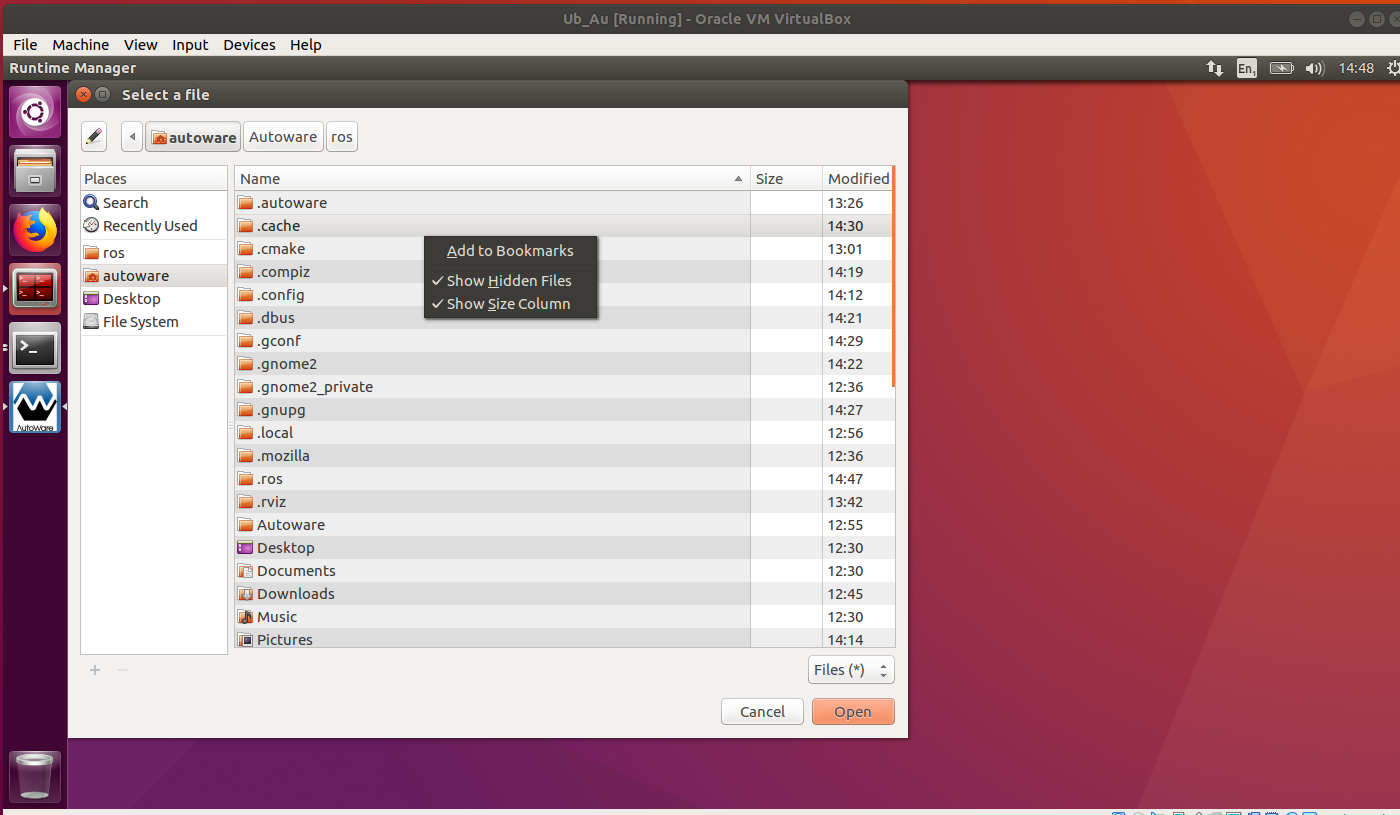 Ub_Au [Running] - Oracle VM VirtualBox
File Machine View Input Devices Help
Runtime Manager En1 14:48
Select a file
autoware Autoware ros
Places
Search
Recently Used
ros
autoware
Desktop
File System
Name Size Modified
.autoware 13:26
.cache 14:30
.cmake 13:01
.compiz 14:19
.config 14:12
.dbus 14:21
.gconf 14:29
.gnome2 14:22
.gnome2_private 12:36
.gnupg 14:27
.local 12:56
.mozilla 12:36
.ros 14:47
.rviz 13:42
Autoware 12:55
Desktop 12:30
Documents 12:30
Downloads 12:45
Music 12:30
Pictures 14:14
Add to Bookmarks
Show Hidden Files
Show Size Column
AutoWare
Files (*)
Cancel Open